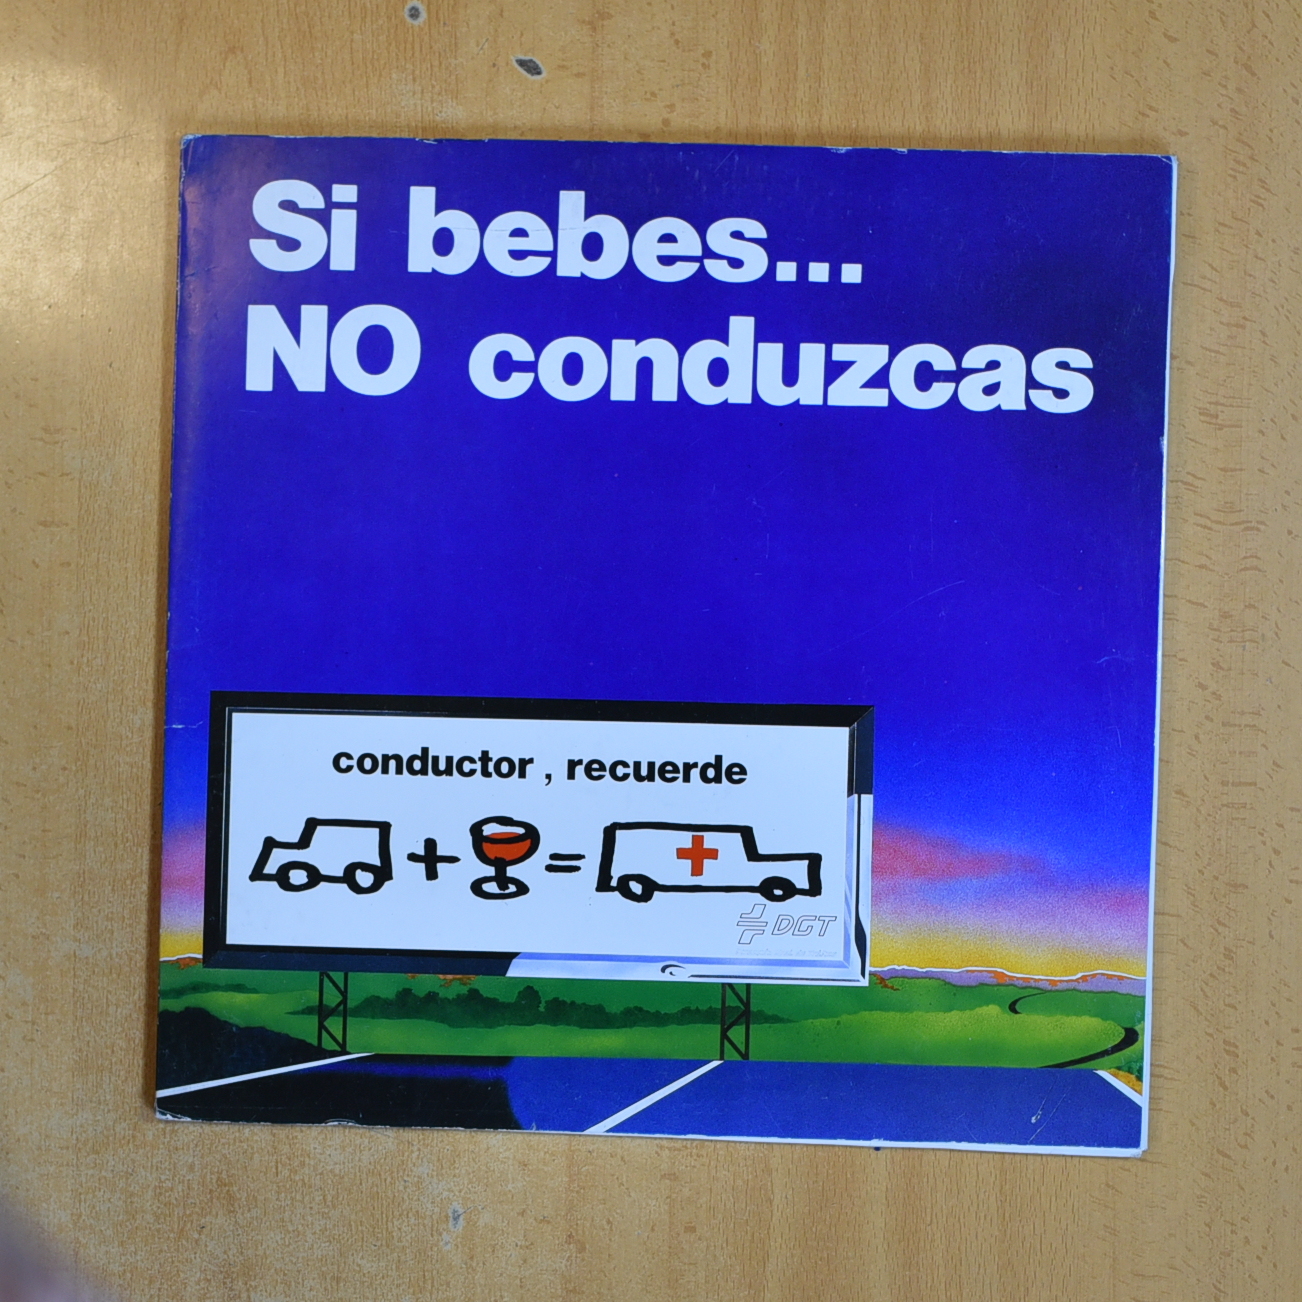 Si bebes...
NO conduzcas
conductor , recuerde
+ =
DGT